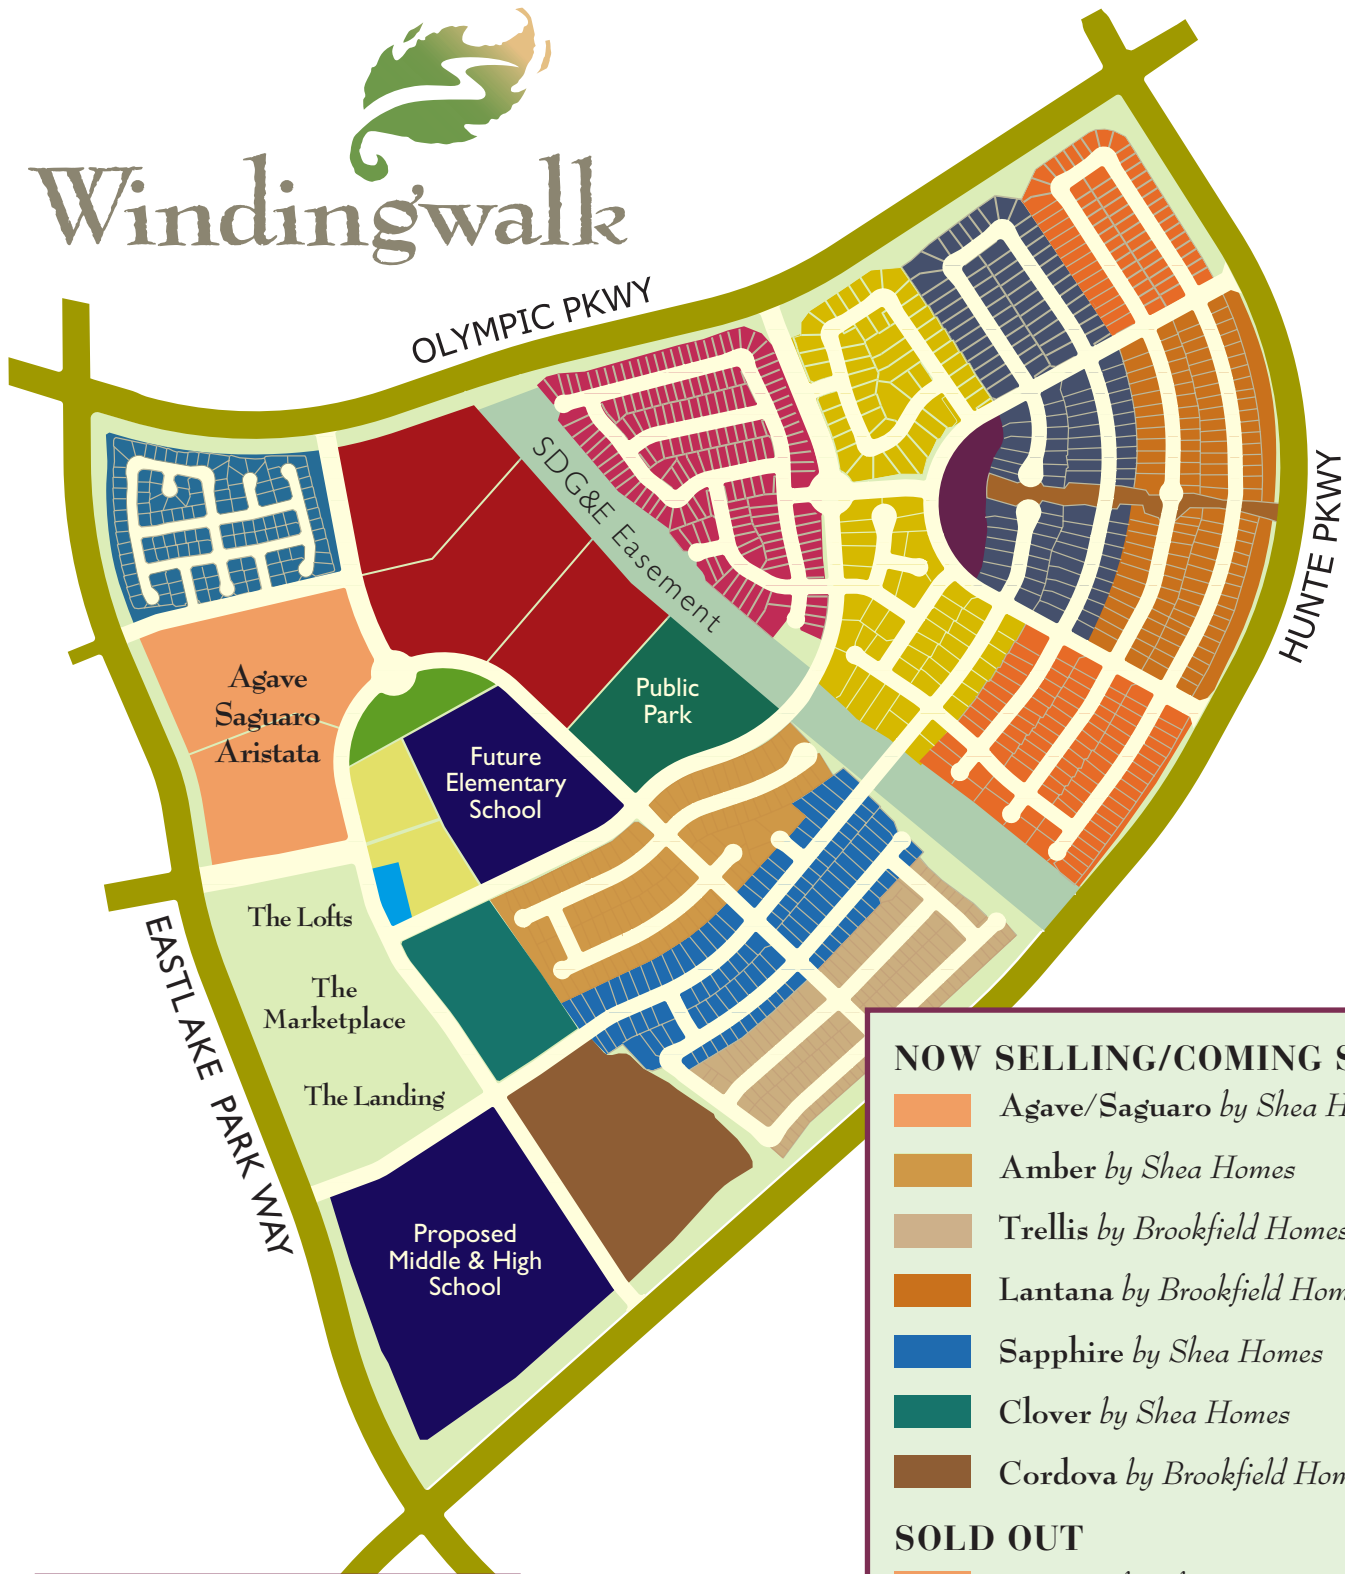 Windingwalk
OLYMPIC PKWY
SDG&E Easement
HUNTE PKWY
Agave
Saguaro
Aristata
Public
Park
Future
Elementary
School
The Lofts
The
Marketplace
The Landing
EASTLAKE PARK WAY
Proposed
Middle & High
School
NOW SELLING/COMING S
Agave/Saguaro by Shea H
Amber by Shea Homes
Trellis by Brookfield Homes
Lantana by Brookfield Hom
Sapphire by Shea Homes
Clover by Shea Homes
Cordova by Brookfield Hom
SOLD OUT